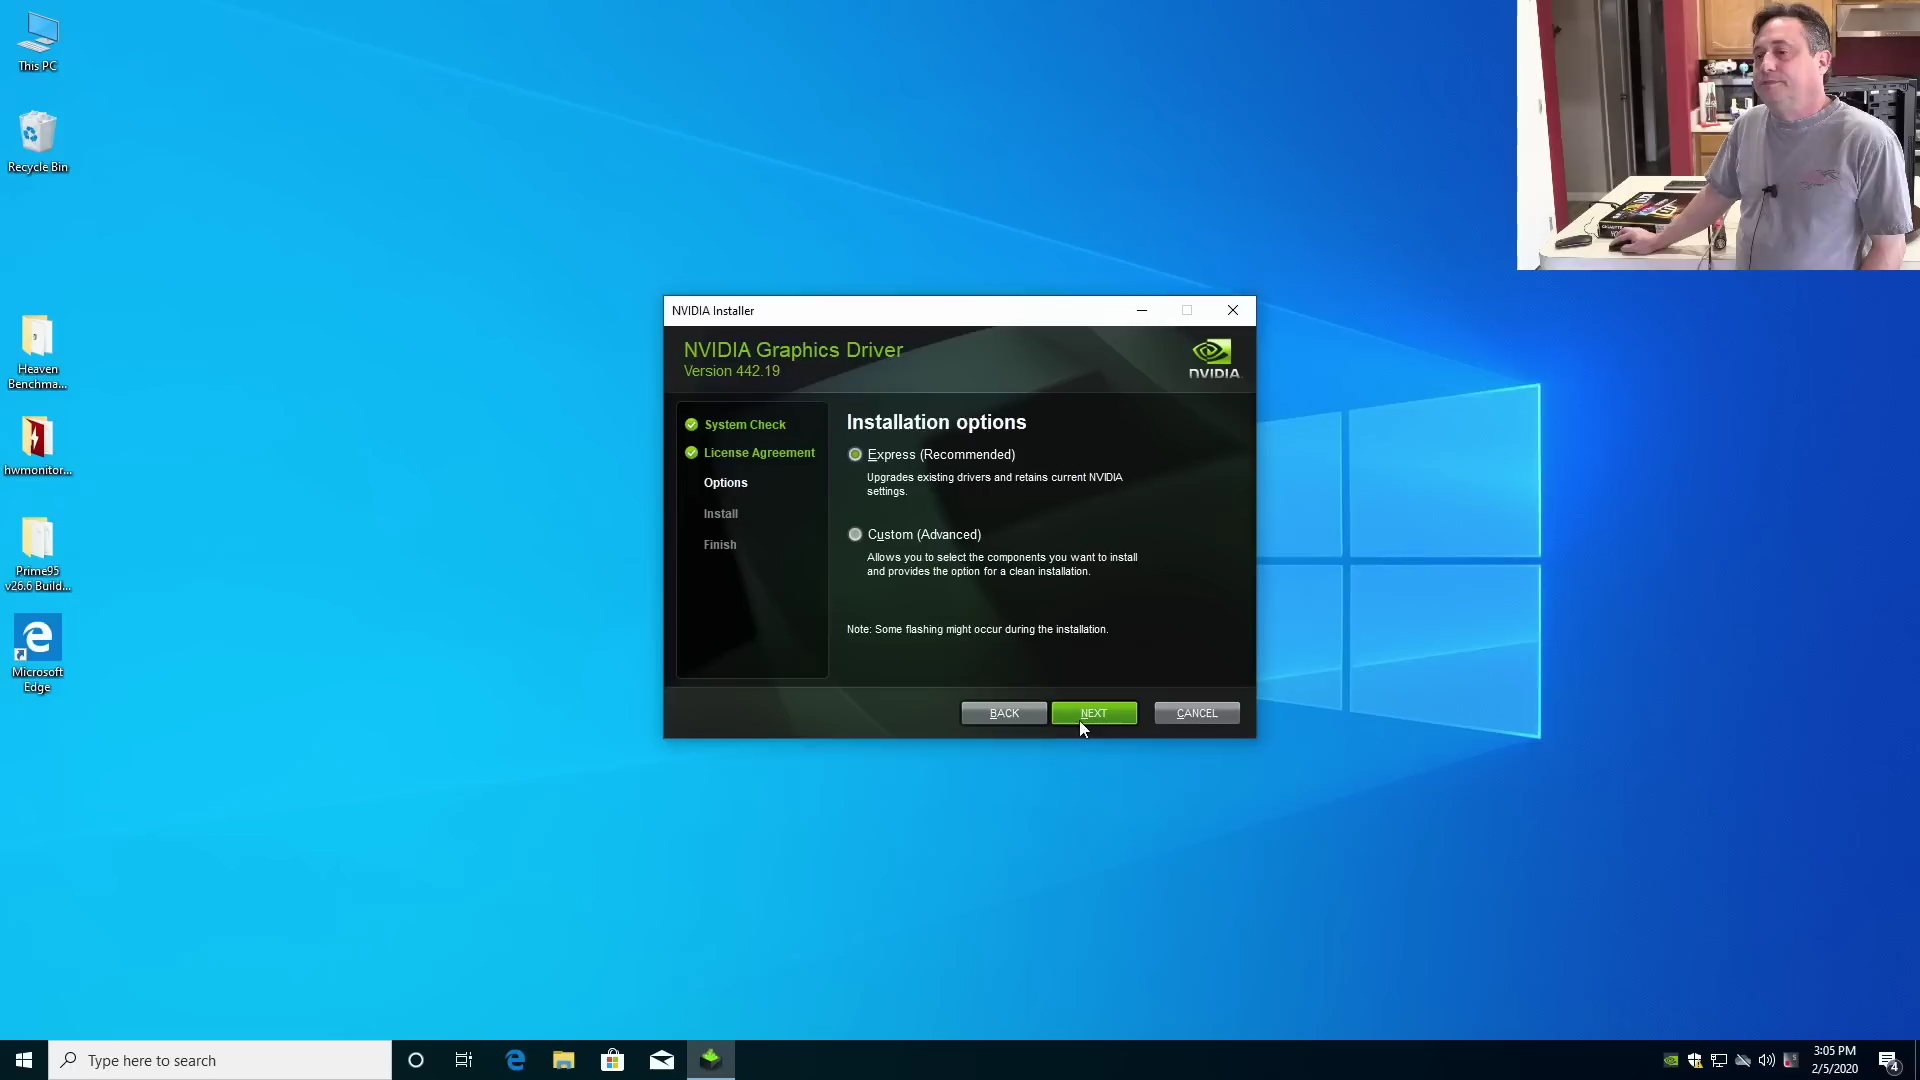 This PC
Recycle Bin
Heaven
Benchma...
hwmonitor...
Prime95
v26.6 Build...
Microsoft
Edge
NVIDIA Installer
NVIDIA Graphics Driver
Version 442.19
NVIDIA
System Check
License Agreement
Options
Install
Finish
Installation options
Express (Recommended)
Upgrades existing drivers and retains current NVIDIA
settings.
Custom (Advanced)
Allows you to select the components you want to install
and provides the option for a clean installation.
Note: Some flashing might occur during the installation.
BACK
NEXT
CANCEL
Type here to search
3:05 PM
2/5/2020
4